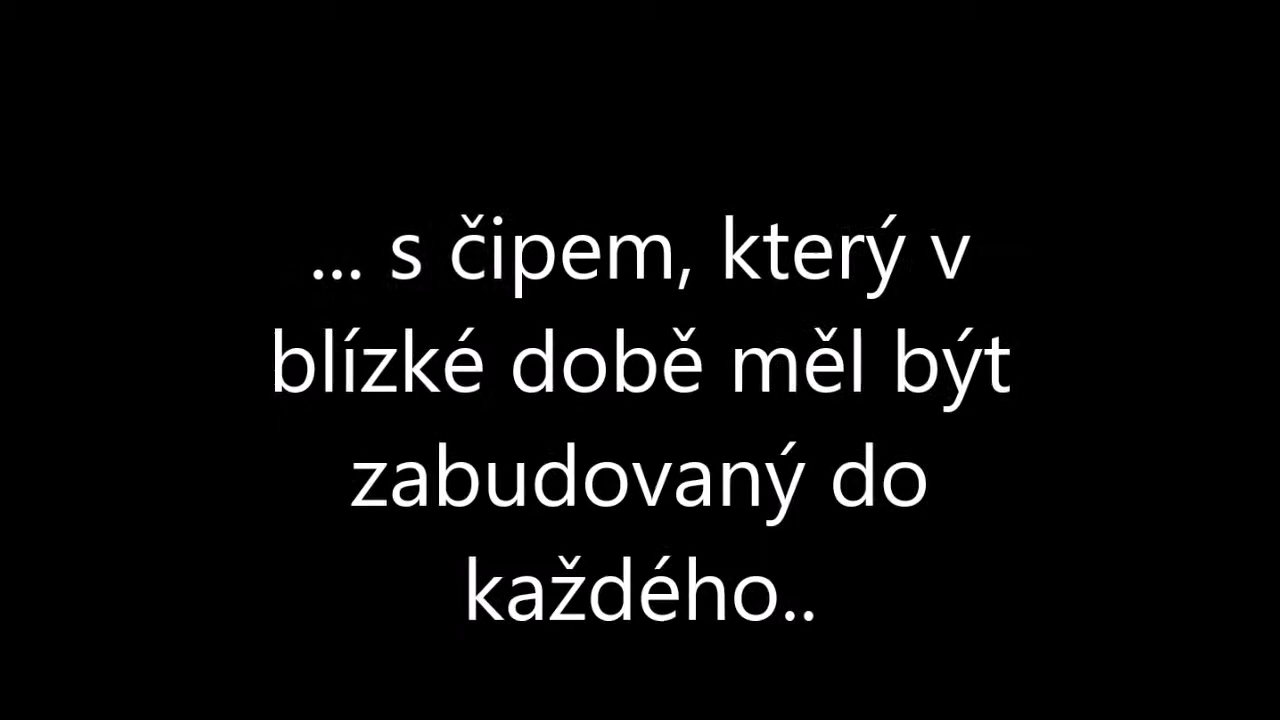 ... s čipem, který v
blízké době měl být
zabudovaný do
každého..